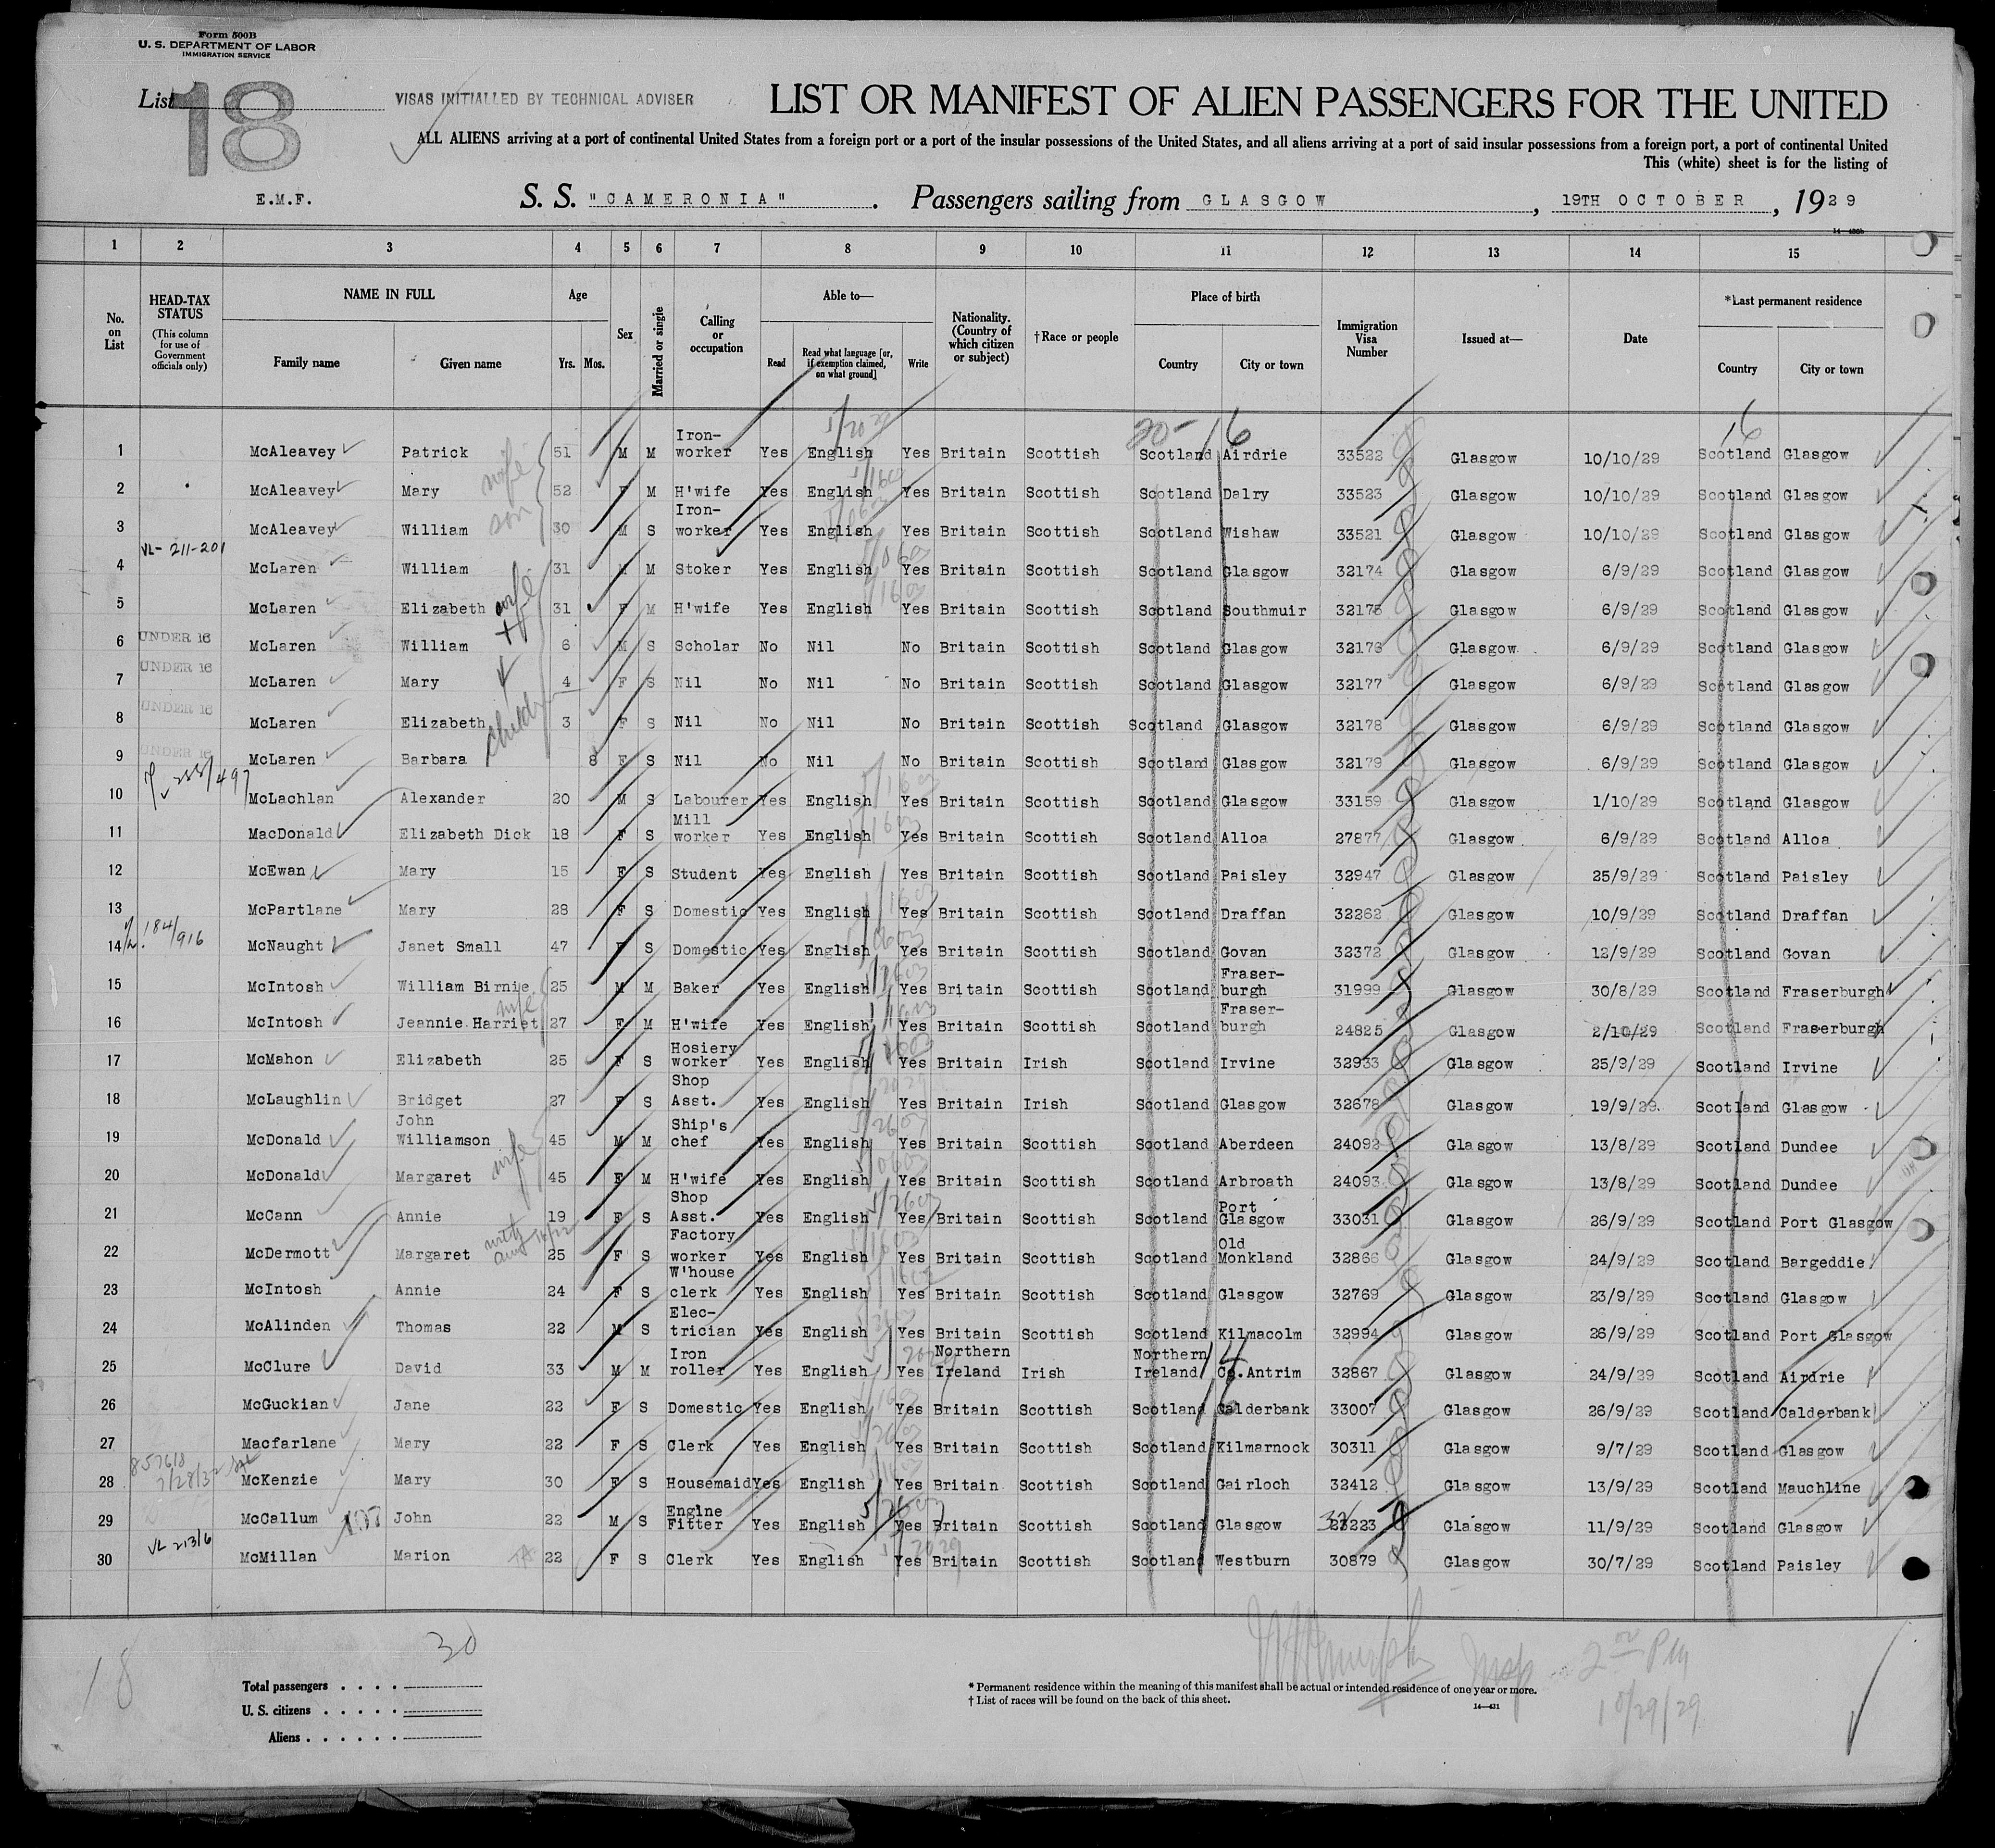 Form 500B
U. S. DEPARTMENT OF LABOR
IMMIGRATION SERVICE
List 18
VISAS INITIALLED BY TECHNICAL ADVISER
LIST OR MANIFEST OF ALIEN PASSENGERS FOR THE UNITED
ALL ALIENS arriving at a port of continental United States from a foreign port or a port of the insular possessions of the United States, and all aliens arriving at a port of said insular possessions from a foreign port, a port of continental United
This (white) sheet is for the listing of
E.M.F. S. S. "CAMERONIA" . Passengers sailing from GLASGOW , 19TH OCTOBER , 1929
1 2 3 4 5 6 7 8 9 10 11 12 13 14 15
No. on List
HEAD-TAX STATUS (This column for use of Government officials only)
NAME IN FULL Family name Given name
Age Yrs. Mos.
Sex
Married or single
Calling or occupation
Able to— Read Read what language [or, if exemption claimed, on what ground] Write
Nationality. (Country of which citizen or subject)
†Race or people
Place of birth Country City or town
Immigration Visa Number
Issued at—
Date
*Last permanent residence Country City or town
20-16 16
1 McAleavey Patrick 51 M M Iron-worker Yes English Yes Britain Scottish Scotland Airdrie 33522 Glasgow 10/10/29 Scotland Glasgow
2 McAleavey Mary wife 52 F M H'wife Yes English Yes Britain Scottish Scotland Dalry 33523 Glasgow 10/10/29 Scotland Glasgow
3 McAleavey William son 30 M S Iron-worker Yes English Yes Britain Scottish Scotland Wishaw 33521 Glasgow 10/10/29 Scotland Glasgow
VL-211-201
4 McLaren William 31 M M Stoker Yes English Yes Britain Scottish Scotland Glasgow 32174 Glasgow 6/9/29 Scotland Glasgow
5 McLaren Elizabeth wife 31 F M H'wife Yes English Yes Britain Scottish Scotland Southmuir 32175 Glasgow 6/9/29 Scotland Glasgow
6 UNDER 16 McLaren William 6 M S Scholar No Nil No Britain Scottish Scotland Glasgow 32176 Glasgow 6/9/29 Scotland Glasgow
7 UNDER 16 McLaren Mary 4 F S Nil No Nil No Britain Scottish Scotland Glasgow 32177 Glasgow 6/9/29 Scotland Glasgow
8 UNDER 16 McLaren Elizabeth 3 F S Nil No Nil No Britain Scottish Scotland Glasgow 32178 Glasgow 6/9/29 Scotland Glasgow
9 UNDER 16 McLaren Barbara 8 F S Nil No Nil No Britain Scottish Scotland Glasgow 32179 Glasgow 6/9/29 Scotland Glasgow
10 McLachlan Alexander 20 M S Labourer Yes English Yes Britain Scottish Scotland Glasgow 33159 Glasgow 1/10/29 Scotland Glasgow
11 MacDonald Elizabeth Dick 18 F S Mill worker Yes English Yes Britain Scottish Scotland Alloa 27877 Glasgow 6/9/29 Scotland Alloa
12 McEwan Mary 15 F S Student Yes English Yes Britain Scottish Scotland Paisley 32947 Glasgow 25/9/29 Scotland Paisley
13 McPartlane Mary 28 F S Domestic Yes English Yes Britain Scottish Scotland Draffan 32262 Glasgow 10/9/29 Scotland Draffan
184/916
14 McNaught Janet Small 47 F S Domestic Yes English Yes Britain Scottish Scotland Govan 32372 Glasgow 12/9/29 Scotland Govan
15 McIntosh William Birnie 25 M M Baker Yes English Yes Britain Scottish Scotland Fraser-burgh 31999 Glasgow 30/8/29 Scotland Fraserburgh
16 McIntosh Jeannie Harriet wife 27 F M H'wife Yes English Yes Britain Scottish Scotland Fraser-burgh 24825 Glasgow 2/10/29 Scotland Fraserburgh
17 McMahon Elizabeth 25 F S Hosiery worker Yes English Yes Britain Irish Scotland Irvine 32933 Glasgow 25/9/29 Scotland Irvine
18 McLaughlin Bridget 27 F S Shop Asst. Yes English Yes Britain Irish Scotland Glasgow 32678 Glasgow 19/9/29 Scotland Glasgow
19 McDonald John Williamson 45 M M Ship's chef Yes English Yes Britain Scottish Scotland Aberdeen 24092 Glasgow 13/8/29 Scotland Dundee
20 McDonald Margaret wife 45 F M H'wife Yes English Yes Britain Scottish Scotland Arbroath 24093 Glasgow 13/8/29 Scotland Dundee
21 McCann Annie 19 F S Shop Asst. Yes English Yes Britain Scottish Scotland Port Glasgow 33031 Glasgow 26/9/29 Scotland Port Glasgow
22 McDermott Margaret 25 F S Factory worker Yes English Yes Britain Scottish Scotland Old Monkland 32866 Glasgow 24/9/29 Scotland Bargeddie
23 McIntosh Annie 24 F S W'house clerk Yes English Yes Britain Scottish Scotland Glasgow 32769 Glasgow 23/9/29 Scotland Glasgow
24 McAlinden Thomas 22 M S Elec-trician Yes English Yes Britain Scottish Scotland Kilmacolm 32994 Glasgow 26/9/29 Scotland Port Glasgow
25 McClure David 33 M M Iron roller Yes English Yes Northern Ireland Irish Northern Ireland Co.Antrim 32867 Glasgow 24/9/29 Scotland Airdrie
26 McGuckian Jane 22 F S Domestic Yes English Yes Britain Scottish Scotland Calderbank 33007 Glasgow 26/9/29 Scotland Calderbank
27 Macfarlane Mary 22 F S Clerk Yes English Yes Britain Scottish Scotland Kilmarnock 30311 Glasgow 9/7/29 Scotland Glasgow
28 McKenzie Mary 30 F S Housemaid Yes English Yes Britain Scottish Scotland Gairloch 32412 Glasgow 13/9/29 Scotland Mauchline
29 McCallum John 22 M S Engine Fitter Yes English Yes Britain Scottish Scotland Glasgow Glasgow 11/9/29 Scotland Glasgow
VL 213/6
30 McMillan Marion 22 F S Clerk Yes English Yes Britain Scottish Scotland Westburn 30879 Glasgow 30/7/29 Scotland Paisley
18
30
Total passengers
U. S. citizens
Aliens
* Permanent residence within the meaning of this manifest shall be actual or intended residence of one year or more.
† List of races will be found on the back of this sheet.
14—431
2 PM
10/29/29